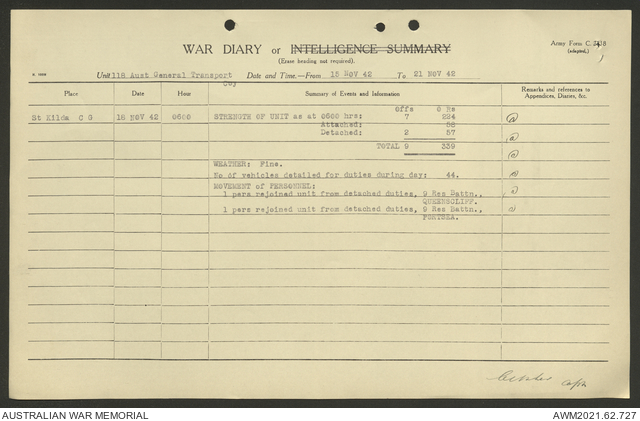 WAR DIARY or INTELLIGENCE SUMMARY
(Erase heading not required).
Army Form C.
(adapted.)
Unit 118 Aust General Transport Coy Date and Time.—From 15 NOV 42 To 21 NOV 42
Place Date Hour Summary of Events and Information Remarks and references to Appendices, Diaries, &c.
St Kilda C G 18 NOV 42 0600 STRENGTH OF UNIT as at 0600 hrs:
Offs O Rs
7 224
Attached: 58
Detached: 2 57
TOTAL 9 339
WEATHER: Fine.
No of vehicles detailed for duties during day: 44.
MOVEMENT of PERSONNEL:
1 pers rejoined unit from detached duties, 9 Res Battn.,
QUEENSCLIFF.
1 pers rejoined unit from detached duties, 9 Res Battn.,
PORTSEA.
Capt
AUSTRALIAN WAR MEMORIAL AWM2021.62.727